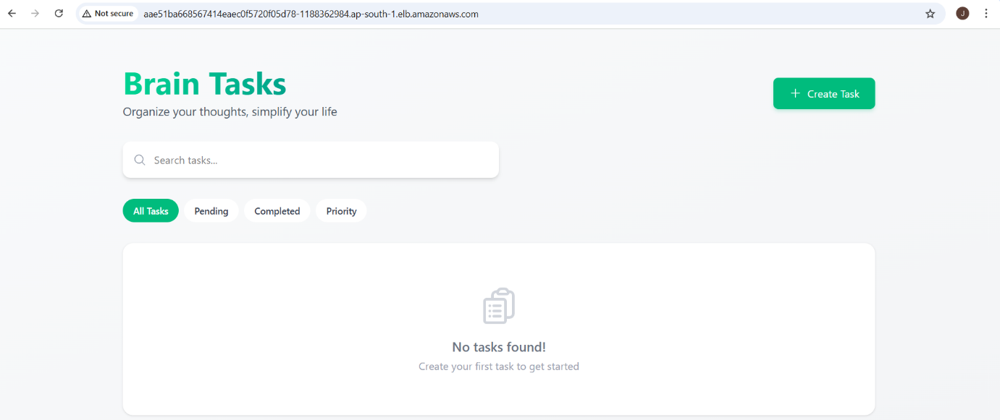 Not secure
aae51ba668567414eaec0f5720f05d78-1188362984.ap-south-1.elb.amazonaws.com
J
Brain Tasks
Organize your thoughts, simplify your life
+ Create Task
Search tasks...
All Tasks Pending Completed Priority
No tasks found!
Create your first task to get started